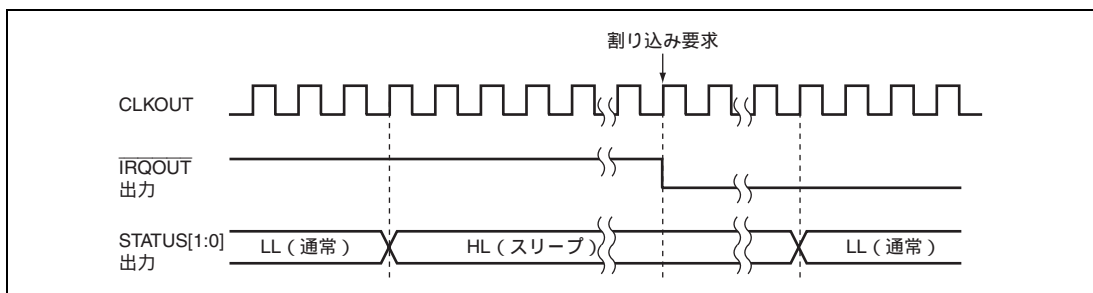 割り込み要求
CLKOUT
IRQOUT
出力
STATUS[1:0]
出力
LL(通常)
HL(スリープ)
LL(通常)